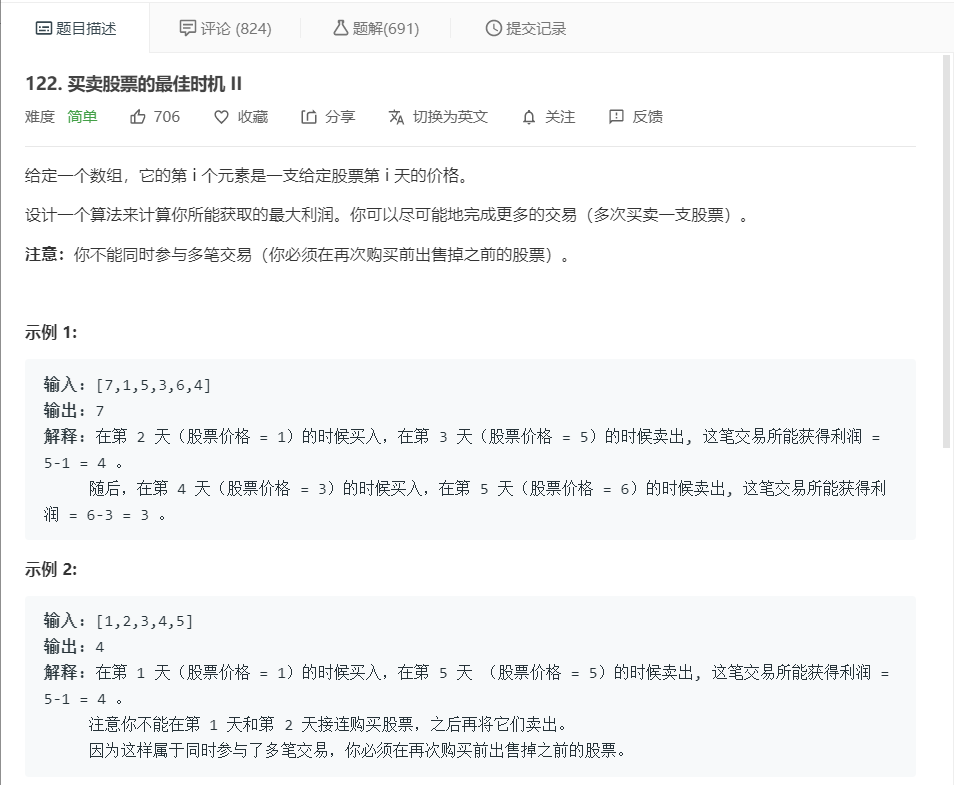 题目描述 评论 (824) 题解(691) 提交记录
122. 买卖股票的最佳时机 II
难度 简单 706 收藏 分享 切换为英文 关注 反馈
给定一个数组，它的第 i 个元素是一支给定股票第 i 天的价格。
设计一个算法来计算你所能获取的最大利润。你可以尽可能地完成更多的交易（多次买卖一支股票）。
注意：你不能同时参与多笔交易（你必须在再次购买前出售掉之前的股票）。
示例 1:
输入: [7,1,5,3,6,4]
输出: 7
解释: 在第 2 天（股票价格 = 1）的时候买入，在第 3 天（股票价格 = 5）的时候卖出, 这笔交易所能获得利润 =
5-1 = 4 。
随后，在第 4 天（股票价格 = 3）的时候买入，在第 5 天（股票价格 = 6）的时候卖出, 这笔交易所能获得利
润 = 6-3 = 3 。
示例 2:
输入: [1,2,3,4,5]
输出: 4
解释: 在第 1 天（股票价格 = 1）的时候买入，在第 5 天 （股票价格 = 5）的时候卖出, 这笔交易所能获得利润 =
5-1 = 4 。
注意你不能在第 1 天和第 2 天接连购买股票，之后再将它们卖出。
因为这样属于同时参与了多笔交易，你必须在再次购买前出售掉之前的股票。